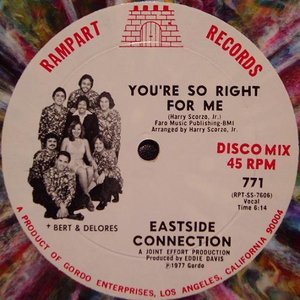 RAMPART RECORDS
YOU'RE SO RIGHT
FOR ME
(Harry Scorzo, Jr.)
Faro Music Publishing-BMI
Arranged by Harry Scorzo, Jr.
DISCO MIX
45 RPM
771
(RPT-SS-7606)
Vocal
Time 6:14
+ BERT & DELORES
EASTSIDE
CONNECTION
A JOINT EFFORT PRODUCTION
Produced by EDDIE DAVIS
℗1977 Gordo
A PRODUCT OF GORDO ENTERPRISES, LOS ANGELES, CALIFORNIA 90004